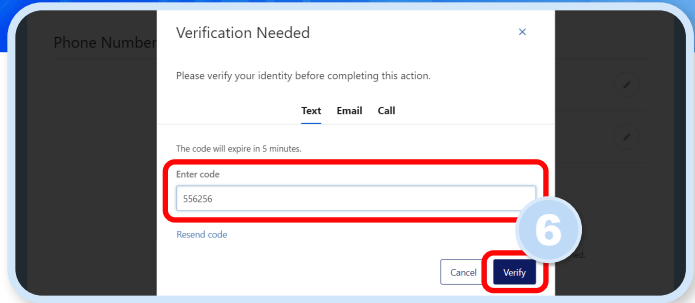 Phone Number
Verification Needed
×
Please verify your identity before completing this action.
Text Email Call
The code will expire in 5 minutes.
Enter code
556256
Resend code
6
Cancel Verify